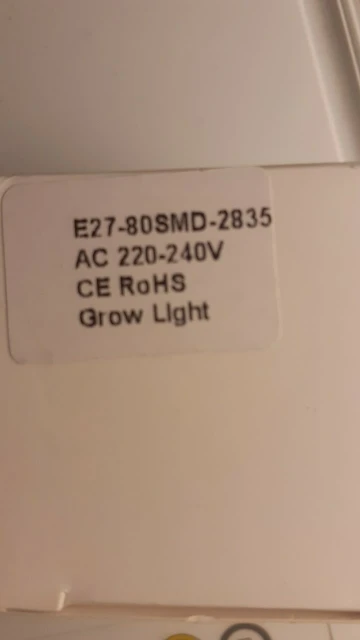 E27-80SMD-2835
AC 220-240V
CE RoHS
Grow Light